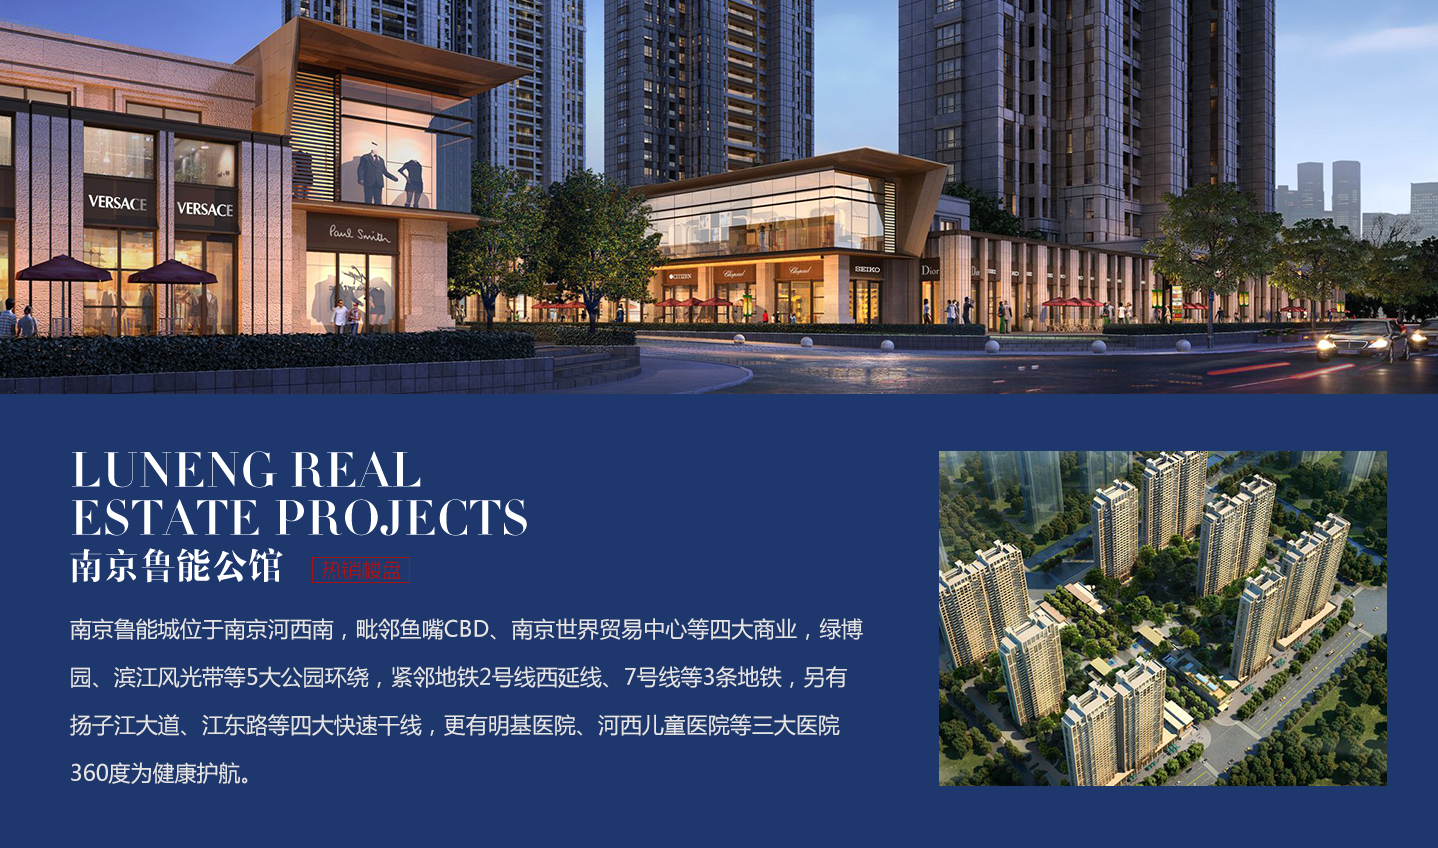 VERSACE
VERSACE
Paul Smith
CITIZEN
Chopard
Chopard
SEIKO
Dior
LUNENG REAL
ESTATE PROJECTS
南京鲁能公馆
热销楼盘
南京鲁能城位于南京河西南，毗邻鱼嘴CBD、南京世界贸易中心等四大商业，绿博
园、滨江风光带等5大公园环绕，紧邻地铁2号线西延线、7号线等3条地铁，另有
扬子江大道、江东路等四大快速干线，更有明基医院、河西儿童医院等三大医院
360度为健康护航。